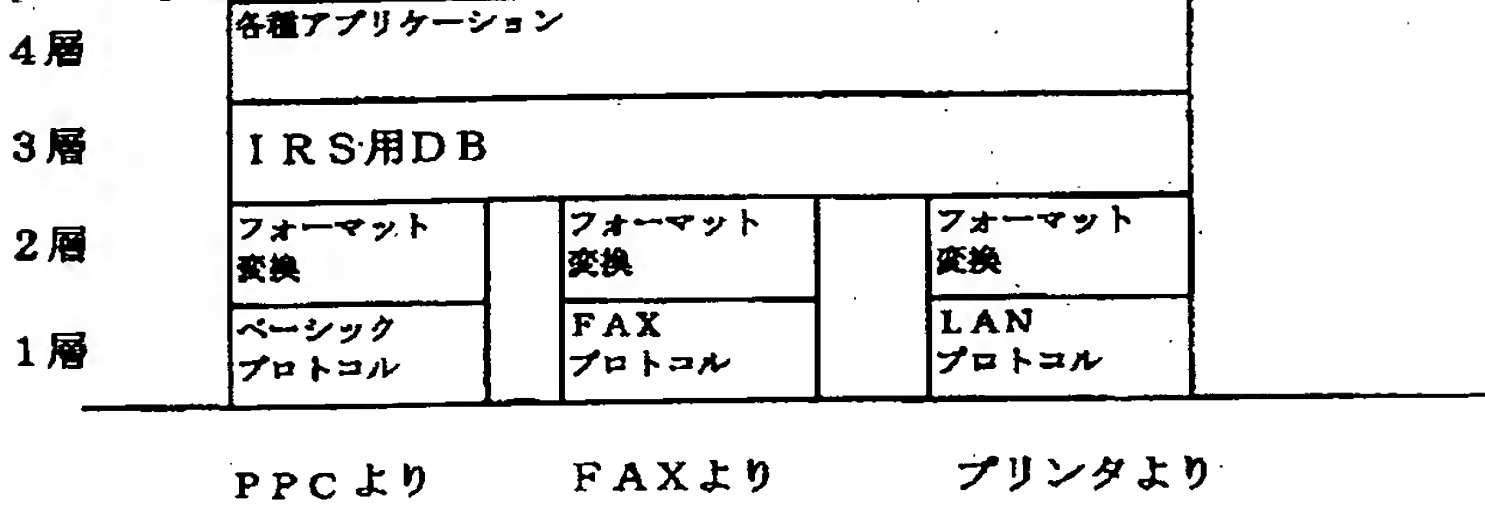 4層
各種アプリケーション
3層
IRS用DB
2層
フォーマット
変換
フォーマット
変換
フォーマット
変換
1層
ベーシック
プロトコル
FAX
プロトコル
LAN
プロトコル
PPCより
FAXより
プリンタより